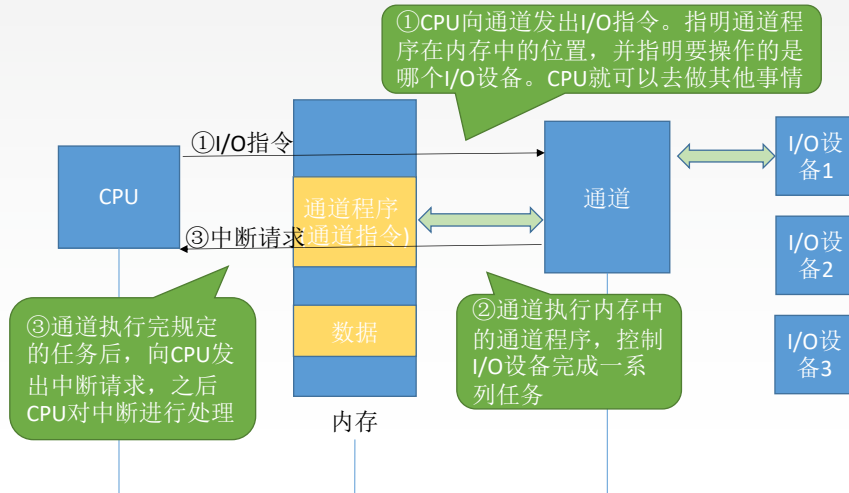 ①CPU向通道发出I/O指令。指明通道程
序在内存中的位置，并指明要操作的是
哪个I/O设备。CPU就可以去做其他事情
①I/O指令
CPU
通道程序
(通道指令)
③中断请求
通道
I/O设
备1
I/O设
备2
I/O设
备3
③通道执行完规定
的任务后，向CPU发
出中断请求，之后
CPU对中断进行处理
数据
②通道执行内存中
的通道程序，控制
I/O设备完成一系
列任务
内存